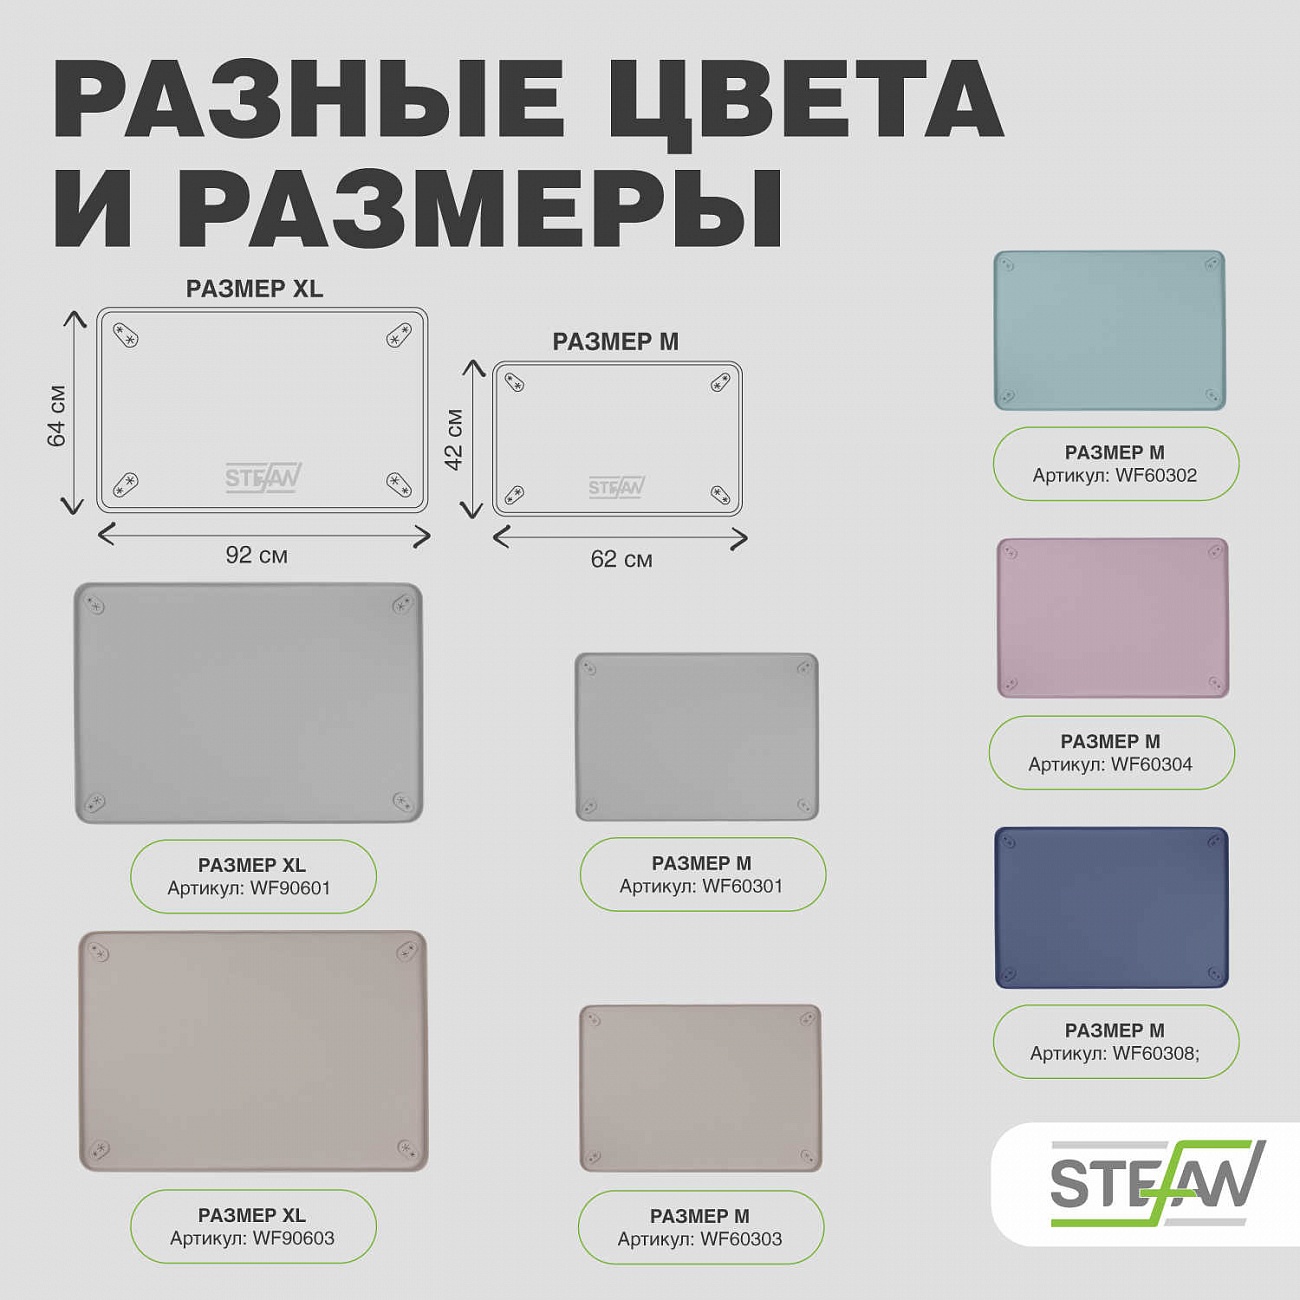 РАЗНЫЕ ЦВЕТА
И РАЗМЕРЫ
РАЗМЕР XL
64 см
STEFAN
92 см
РАЗМЕР M
42 см
STEFAN
62 см
РАЗМЕР M
Артикул: WF60302
РАЗМЕР M
Артикул: WF60304
РАЗМЕР XL
Артикул: WF90601
РАЗМЕР M
Артикул: WF60301
РАЗМЕР M
Артикул: WF60308;
РАЗМЕР XL
Артикул: WF90603
РАЗМЕР M
Артикул: WF60303
STEFAN